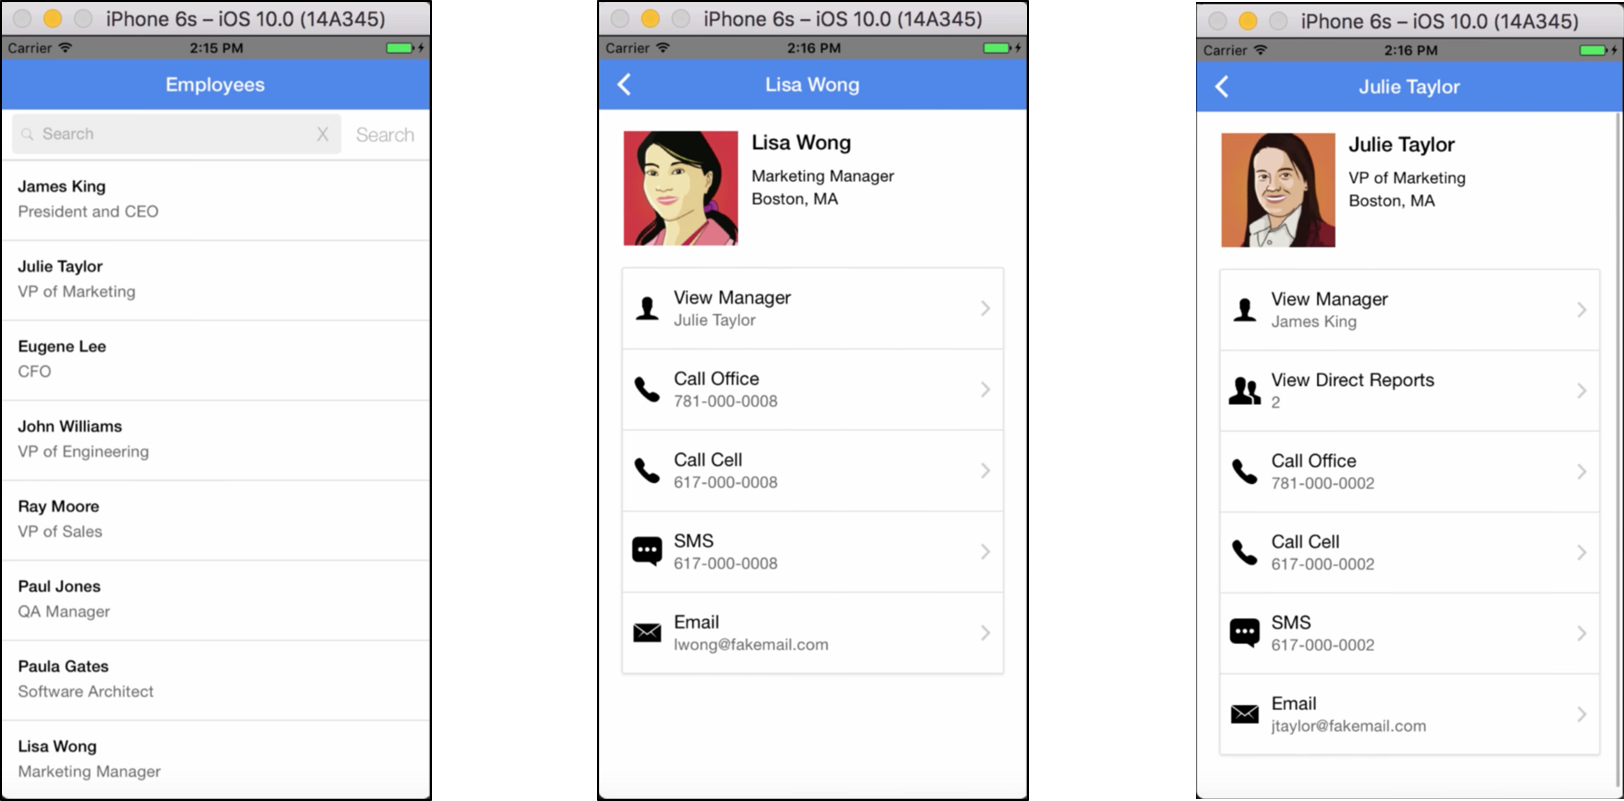 iPhone 6s – iOS 10.0 (14A345)
Carrier 2:15 PM
Employees
Search X Search
James King
President and CEO
Julie Taylor
VP of Marketing
Eugene Lee
CFO
John Williams
VP of Engineering
Ray Moore
VP of Sales
Paul Jones
QA Manager
Paula Gates
Software Architect
Lisa Wong
Marketing Manager
iPhone 6s – iOS 10.0 (14A345)
Carrier 2:16 PM
Lisa Wong
Lisa Wong
Marketing Manager
Boston, MA
View Manager
Julie Taylor
Call Office
781-000-0008
Call Cell
617-000-0008
SMS
617-000-0008
Email
lwong@fakemail.com
iPhone 6s – iOS 10.0 (14A345)
Carrier 2:16 PM
Julie Taylor
Julie Taylor
VP of Marketing
Boston, MA
View Manager
James King
View Direct Reports
2
Call Office
781-000-0002
Call Cell
617-000-0002
SMS
617-000-0002
Email
jtaylor@fakemail.com